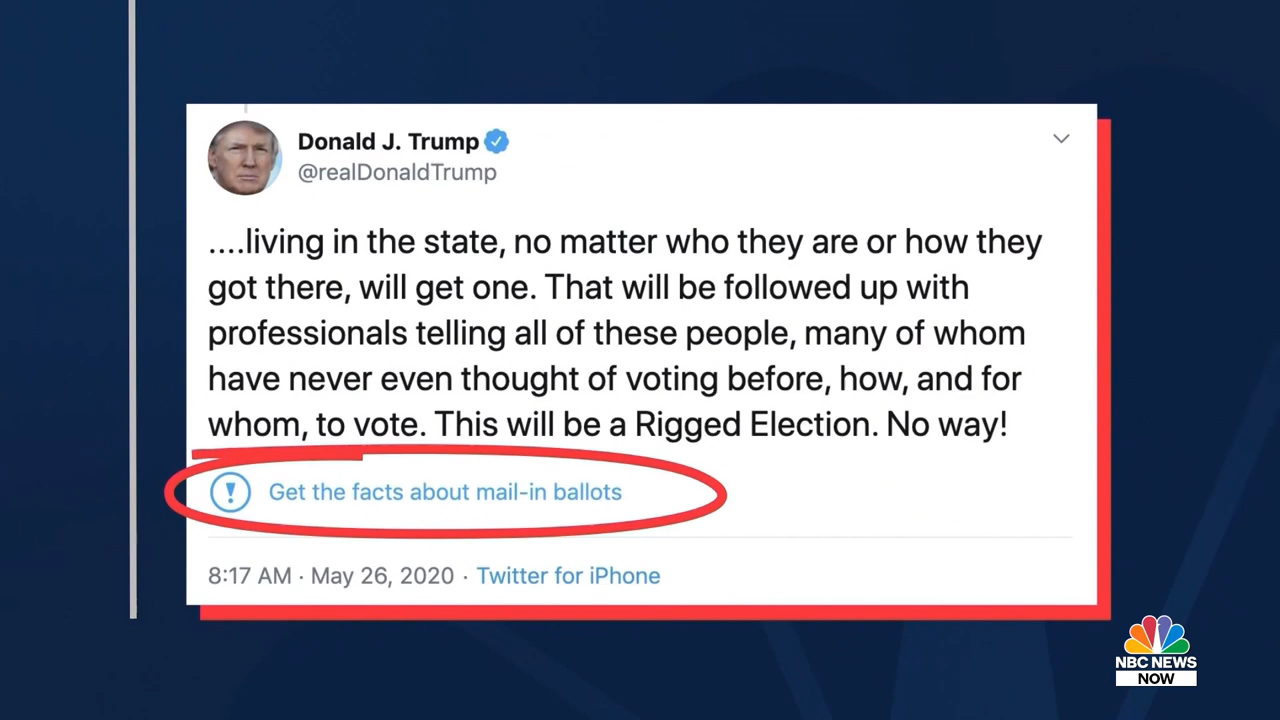 Donald J. Trump
@realDonaldTrump
....living in the state, no matter who they are or how they
got there, will get one. That will be followed up with
professionals telling all of these people, many of whom
have never even thought of voting before, how, and for
whom, to vote. This will be a Rigged Election. No way!
Get the facts about mail-in ballots
8:17 AM · May 26, 2020 · Twitter for iPhone
NBC NEWS
NOW